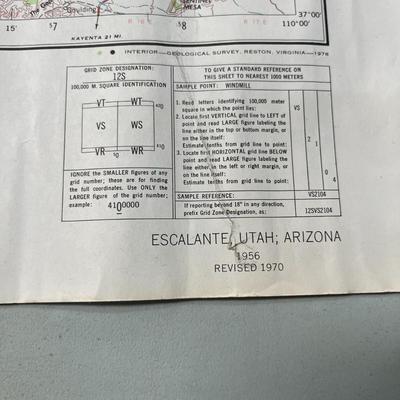 SENTINEL
MESA
Goulding
R 16 E
R 17 E
37°00'
15'
57
58
110°00'
KAYENTA 21 MI.
INTERIOR—GEOLOGICAL SURVEY, RESTON, VIRGINIA—1976
GRID ZONE DESIGNATION:
12S
100,000 M. SQUARE IDENTIFICATION
VT WT
VS WS
VR WR
IGNORE the SMALLER figures of any
grid number; these are for finding
the full coordinates. Use ONLY the
LARGER figure of the grid number;
example: 4100000
TO GIVE A STANDARD REFERENCE ON
THIS SHEET TO NEAREST 1000 METERS
SAMPLE POINT: WINDMILL
1. Read letters identifying 100,000 meter
square in which the point lies: VS
2. Locate first VERTICAL grid line to LEFT of
point and read LARGE figure labeling the
line either in the top or bottom margin, or
on the line itself: 2
Estimate tenths from grid line to point: 1
3. Locate first HORIZONTAL grid line BELOW
point and read LARGE figure labeling the
line either in the left or right margin, or
on the line itself: 0
Estimate tenths from grid line to point: 4
SAMPLE REFERENCE: VS2104
If reporting beyond 18° in any direction,
prefix Grid Zone Designation, as: 12SVS2104
ESCALANTE, UTAH; ARIZONA
1956
REVISED 1970